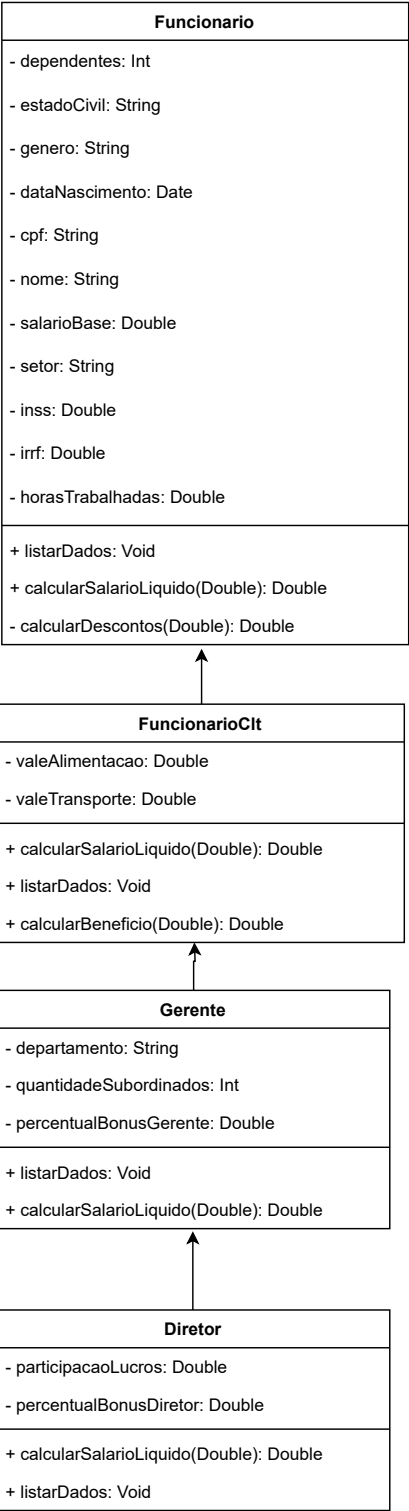 Funcionario
- dependentes: Int
- estadoCivil: String
- genero: String
- dataNascimento: Date
- cpf: String
- nome: String
- salarioBase: Double
- setor: String
- inss: Double
- irrf: Double
- horasTrabalhadas: Double
+ listarDados: Void
+ calcularSalarioLiquido(Double): Double
- calcularDescontos(Double): Double
FuncionarioClt
- valeAlimentacao: Double
- valeTransporte: Double
+ calcularSalarioLiquido(Double): Double
+ listarDados: Void
+ calcularBeneficio(Double): Double
Gerente
- departamento: String
- quantidadeSubordinados: Int
- percentualBonusGerente: Double
+ listarDados: Void
+ calcularSalarioLiquido(Double): Double
Diretor
- participacaoLucros: Double
- percentualBonusDiretor: Double
+ calcularSalarioLiquido(Double): Double
+ listarDados: Void